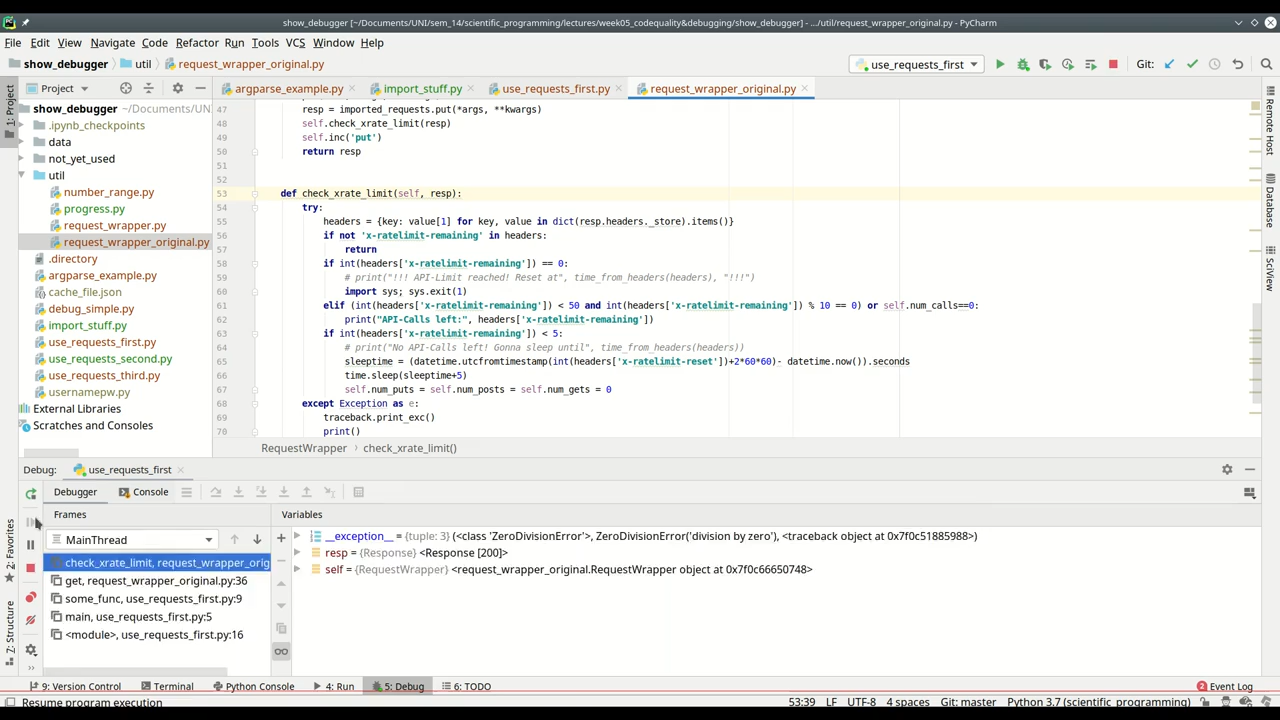 show_debugger [~/Documents/UNI/sem_14/scientific_programming/lectures/week05_codequality&debugging/show_debugger] - .../util/request_wrapper_original.py - PyCharm
File Edit View Navigate Code Refactor Run Tools VCS Window Help
show_debugger util request_wrapper_original.py use_requests_first Git:
Project argparse_example.py import_stuff.py use_requests_first.py request_wrapper_original.py
1: Project
show_debugger ~/Documents/UNI
.ipynb_checkpoints
data
not_yet_used
util
number_range.py
progress.py
request_wrapper.py
request_wrapper_original.py
.directory
argparse_example.py
cache_file.json
debug_simple.py
import_stuff.py
use_requests_first.py
use_requests_second.py
use_requests_third.py
usernamepw.py
External Libraries
Scratches and Consoles
47 resp = imported_requests.put(*args, **kwargs)
48 self.check_xrate_limit(resp)
49 self.inc('put')
50 return resp
51
52
53 def check_xrate_limit(self, resp):
54 try:
55 headers = {key: value[1] for key, value in dict(resp.headers._store).items()}
56 if not 'x-ratelimit-remaining' in headers:
57 return
58 if int(headers['x-ratelimit-remaining']) == 0:
59 # print("!!! API-Limit reached! Reset at", time_from_headers(headers), "!!!")
60 import sys; sys.exit(1)
61 elif (int(headers['x-ratelimit-remaining']) < 50 and int(headers['x-ratelimit-remaining']) % 10 == 0) or self.num_calls==0:
62 print("API-Calls left:", headers['x-ratelimit-remaining'])
63 if int(headers['x-ratelimit-remaining']) < 5:
64 # print("No API-Calls left! Gonna sleep until", time_from_headers(headers))
65 sleeptime = (datetime.utcfromtimestamp(int(headers['x-ratelimit-reset'])+2*60*60)- datetime.now()).seconds
66 time.sleep(sleeptime+5)
67 self.num_puts = self.num_posts = self.num_gets = 0
68 except Exception as e:
69 traceback.print_exc()
70 print()
RequestWrapper check_xrate_limit()
Remote Host
Database
SciView
Debug: use_requests_first
Debugger Console
Frames Variables
MainThread
check_xrate_limit, request_wrapper_orig
get, request_wrapper_original.py:36
some_func, use_requests_first.py:9
main, use_requests_first.py:5
<module>, use_requests_first.py:16
__exception__ = {tuple: 3} (<class 'ZeroDivisionError'>, ZeroDivisionError('division by zero'), <traceback object at 0x7f0c51885988>)
resp = {Response} <Response [200]>
self = {RequestWrapper} <request_wrapper_original.RequestWrapper object at 0x7f0c66650748>
2: Favorites
7: Structure
9: Version Control Terminal Python Console 4: Run 5: Debug 6: TODO 2 Event Log
Resume program execution 53:39 LF UTF-8 4 spaces Git: master Python 3.7 (scientific_programming)